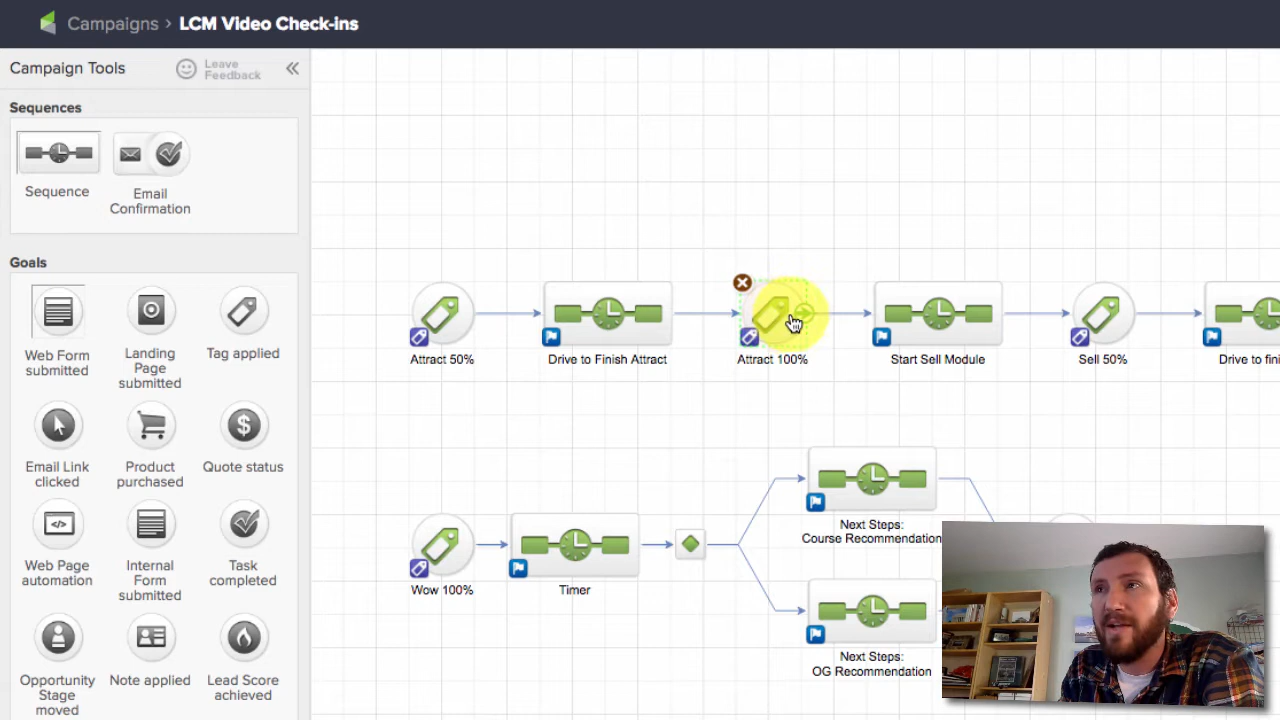 Campaigns › LCM Video Check-ins
Campaign Tools
Leave
Feedback
Sequences
Sequence
Email
Confirmation
Goals
Web Form
submitted
Landing
Page
submitted
Tag applied
Email Link
clicked
Product
purchased
Quote status
Web Page
automation
Internal
Form
submitted
Task
completed
Opportunity
Stage
moved
Note applied
Lead Score
achieved
Attract 50%
Drive to Finish Attract
Attract 100%
Start Sell Module
Sell 50%
Drive to fini
Wow 100%
Timer
Next Steps:
Course Recommendation
Next Steps:
OG Recommendation